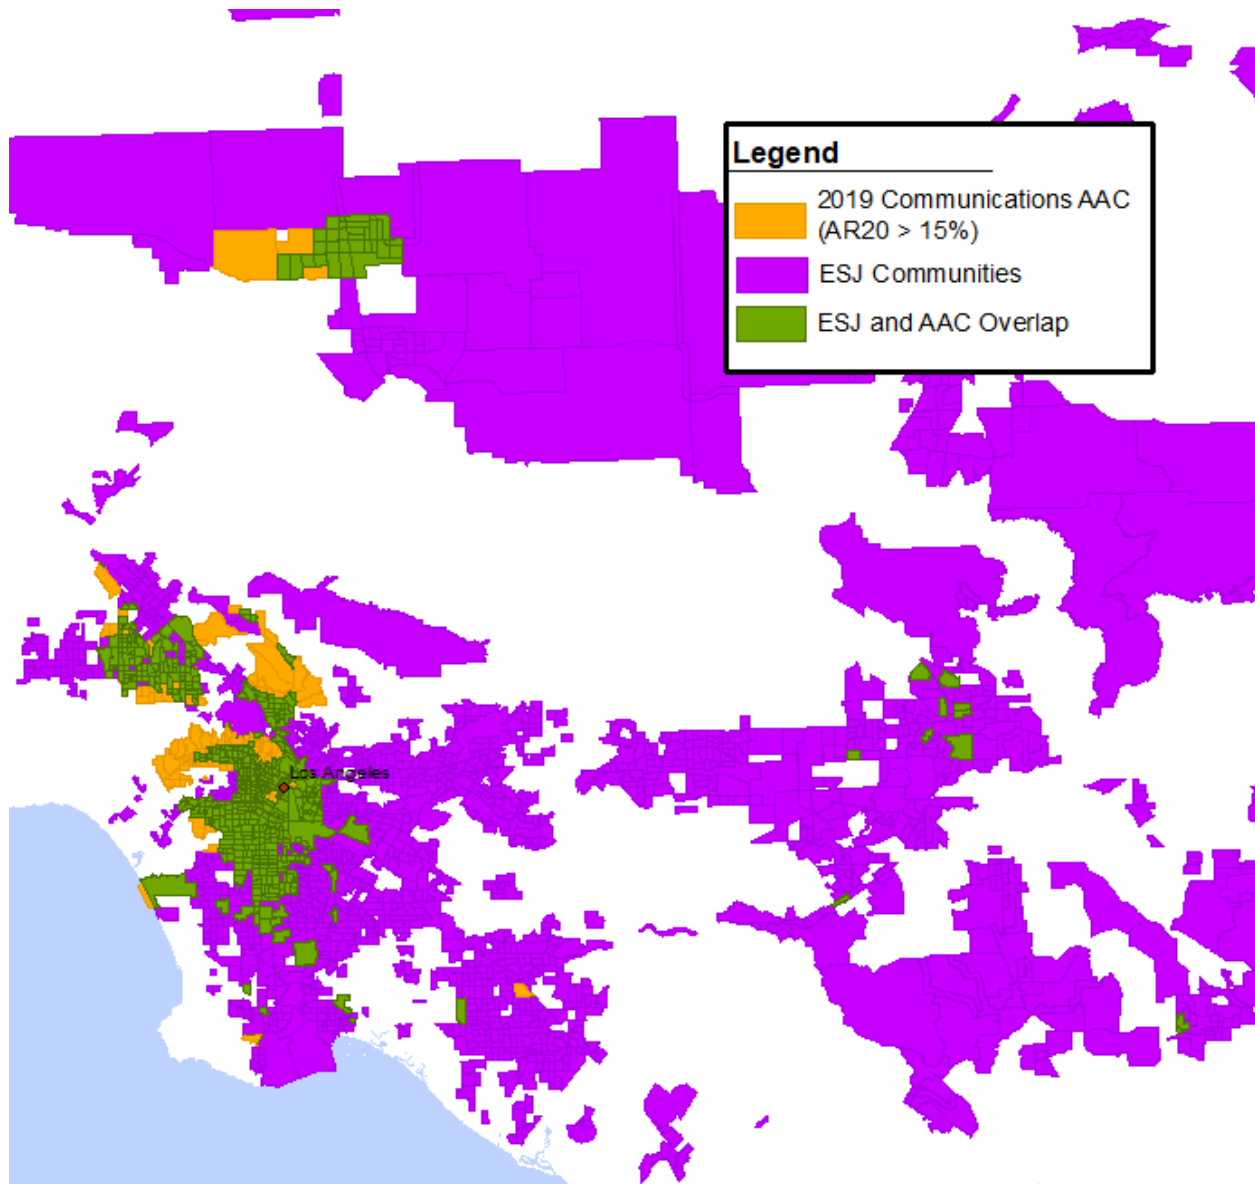 Legend
2019 Communications AAC
(AR20 > 15%)
ESJ Communities
ESJ and AAC Overlap
Los Angeles